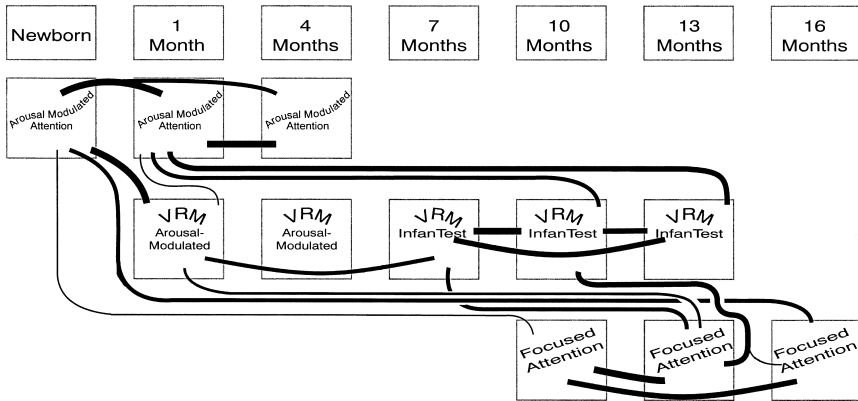 Newborn
1
Month
4
Months
7
Months
10
Months
13
Months
16
Months
Arousal Modulated
Attention
Arousal Modulated
Attention
Arousal Modulated
Attention
VRM
Arousal-
Modulated
VRM
Arousal-
Modulated
VRM
InfanTest
VRM
InfanTest
VRM
InfanTest
Focused
Attention
Focused
Attention
Focused
Attention